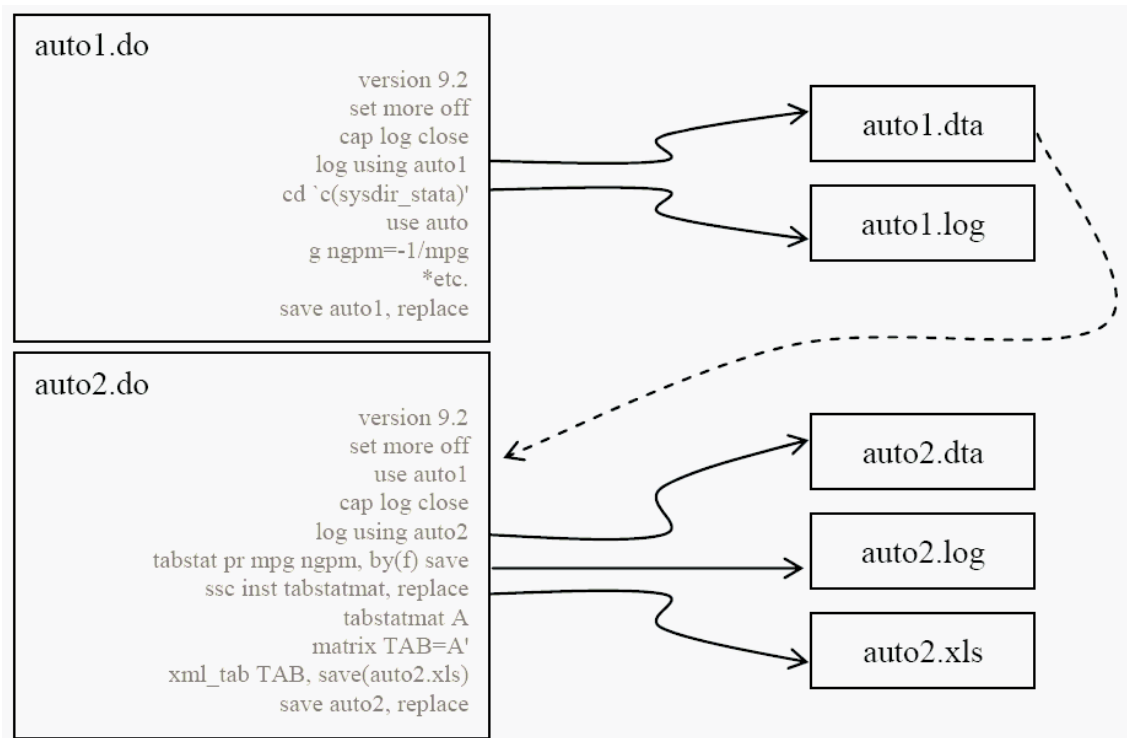 auto1.do
version 9.2
set more off
cap log close
log using auto1
cd `c(sysdir_stata)'
use auto
g ngpm=-1/mpg
*etc.
save auto1, replace
auto1.dta
auto1.log
auto2.do
version 9.2
set more off
use auto1
cap log close
log using auto2
tabstat pr mpg ngpm, by(f) save
ssc inst tabstatmat, replace
tabstatmat A
matrix TAB=A'
xml_tab TAB, save(auto2.xls)
save auto2, replace
auto2.dta
auto2.log
auto2.xls